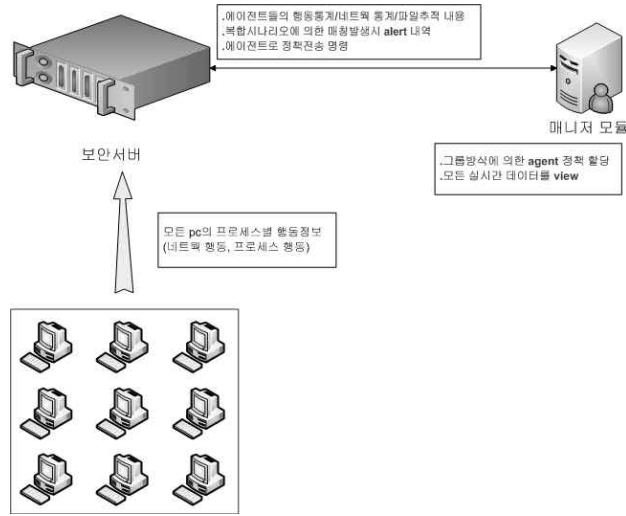 .에이젼트들의 행동통계/네트웍 통계/파일추적 내용
.복합시나리오에 의한 매칭발생시 alert 내역
.에이젼트로 정책전송 명령
매니저 모듈
보안서버
.그룹방식에 의한 agent 정책 할당
.모든 실시간 데이터를 view
모든 pc의 프로세스별 행동정보
(네트웍 행동, 프로세스 행동)